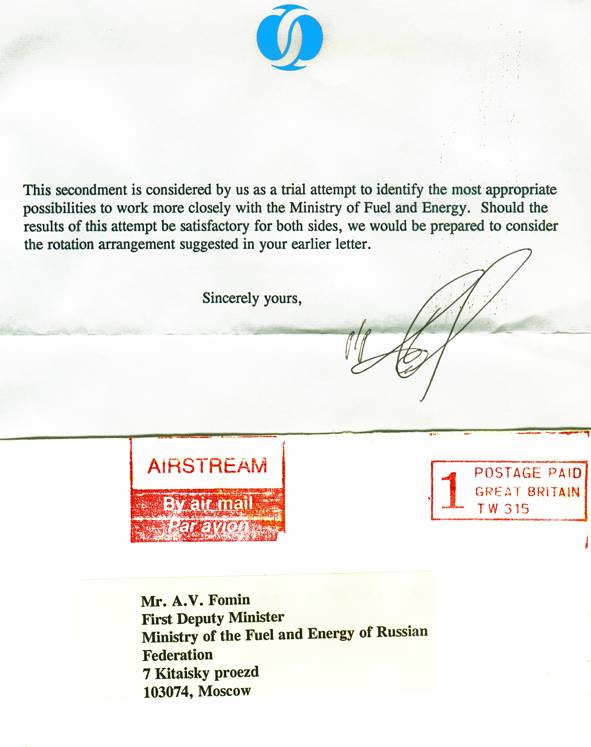 This secondment is considered by us as a trial attempt to identify the most appropriate
possibilities to work more closely with the Ministry of Fuel and Energy. Should the
results of this attempt be satisfactory for both sides, we would be prepared to consider
the rotation arrangement suggested in your earlier letter.
Sincerely yours,
AIRSTREAM
By air mail
Par avion
1
POSTAGE PAID
GREAT BRITAIN
TW 315
Mr. A.V. Fomin
First Deputy Minister
Ministry of the Fuel and Energy of Russian
Federation
7 Kitaisky proezd
103074, Moscow